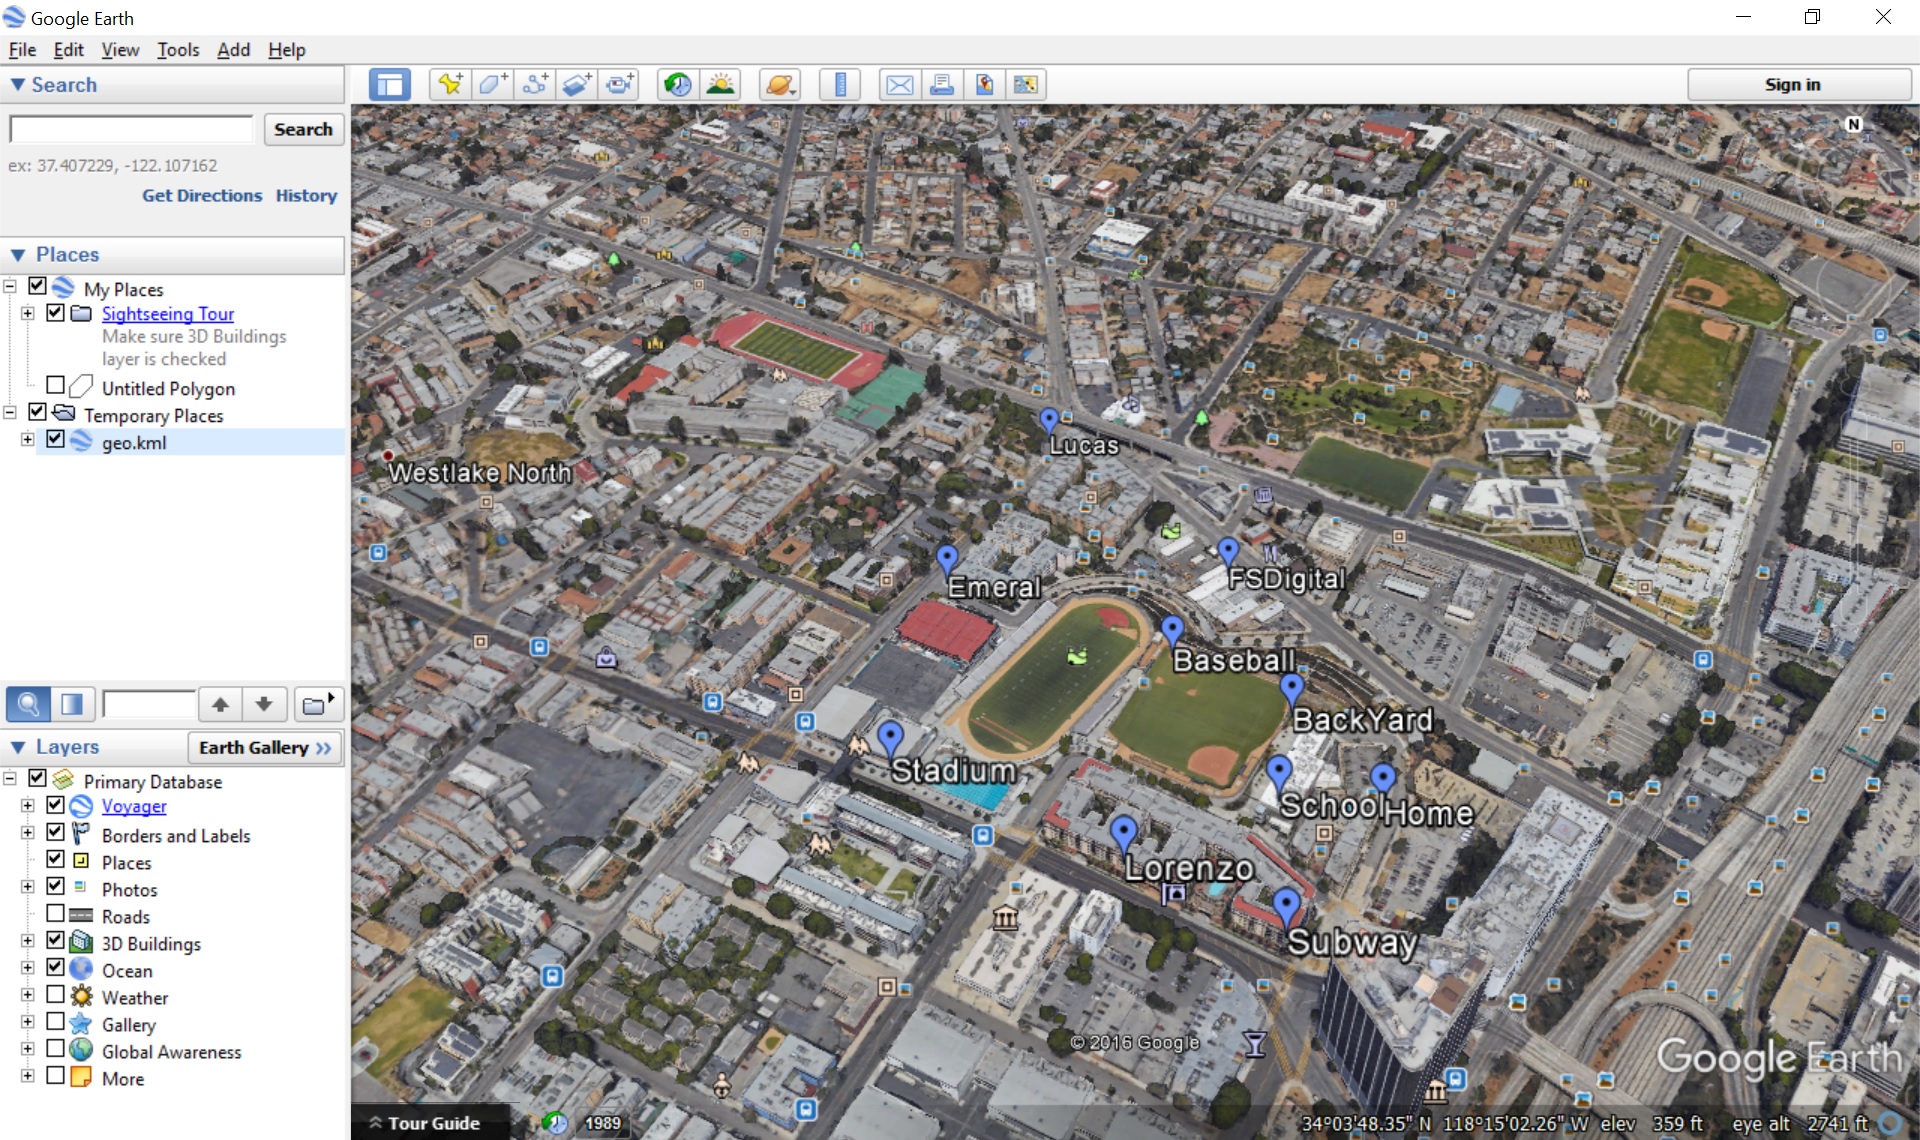 Google Earth
File Edit View Tools Add Help
Search
Sign in
Search
ex: 37.407229, -122.107162
Get Directions History
N
Places
My Places
Sightseeing Tour
Make sure 3D Buildings
layer is checked
Untitled Polygon
Temporary Places
geo.kml
Lucas
Westlake North
FSDigital
Emeral
Baseball
BackYard
Stadium
School
Home
Lorenzo
Subway
Layers
Earth Gallery >>
Primary Database
Voyager
Borders and Labels
Places
Photos
Roads
3D Buildings
Ocean
Weather
Gallery
Global Awareness
More
© 2016 Google
Google Earth
Tour Guide
1989
34°03'48.35" N 118°15'02.26" W elev 359 ft eye alt 2741 ft